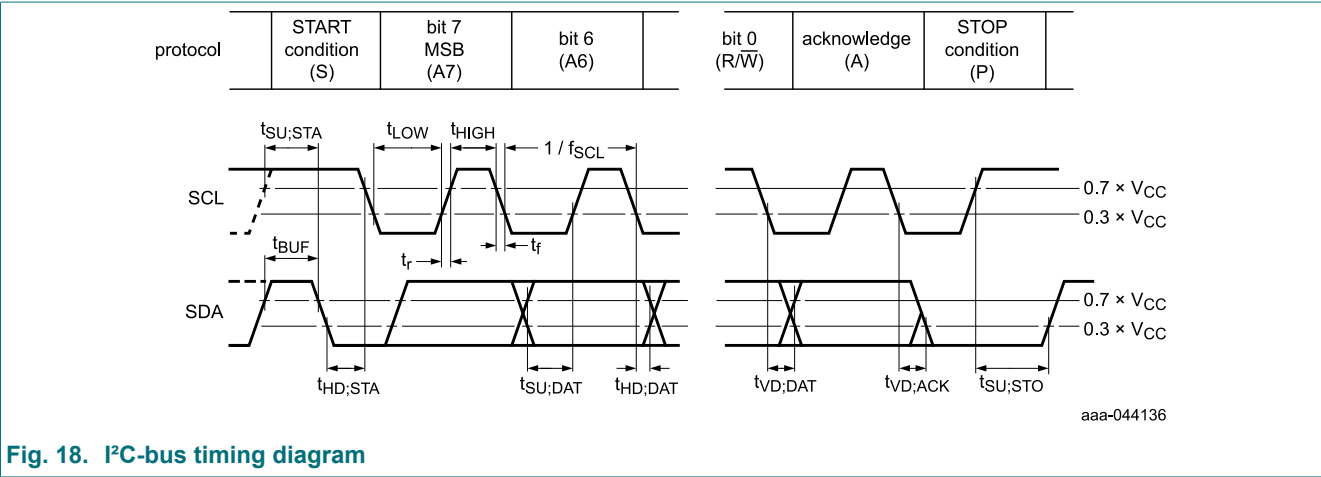 protocol
START
condition
(S)
bit 7
MSB
(A7)
bit 6
(A6)
bit 0
(R/W̅)
acknowledge
(A)
STOP
condition
(P)
tSU;STA
tLOW
tHIGH
1 / fSCL
SCL
0.7 × VCC
0.3 × VCC
tBUF
tr
tf
SDA
0.7 × VCC
0.3 × VCC
tHD;STA
tSU;DAT
tHD;DAT
tVD;DAT
tVD;ACK
tSU;STO
aaa-044136
Fig. 18. I²C-bus timing diagram